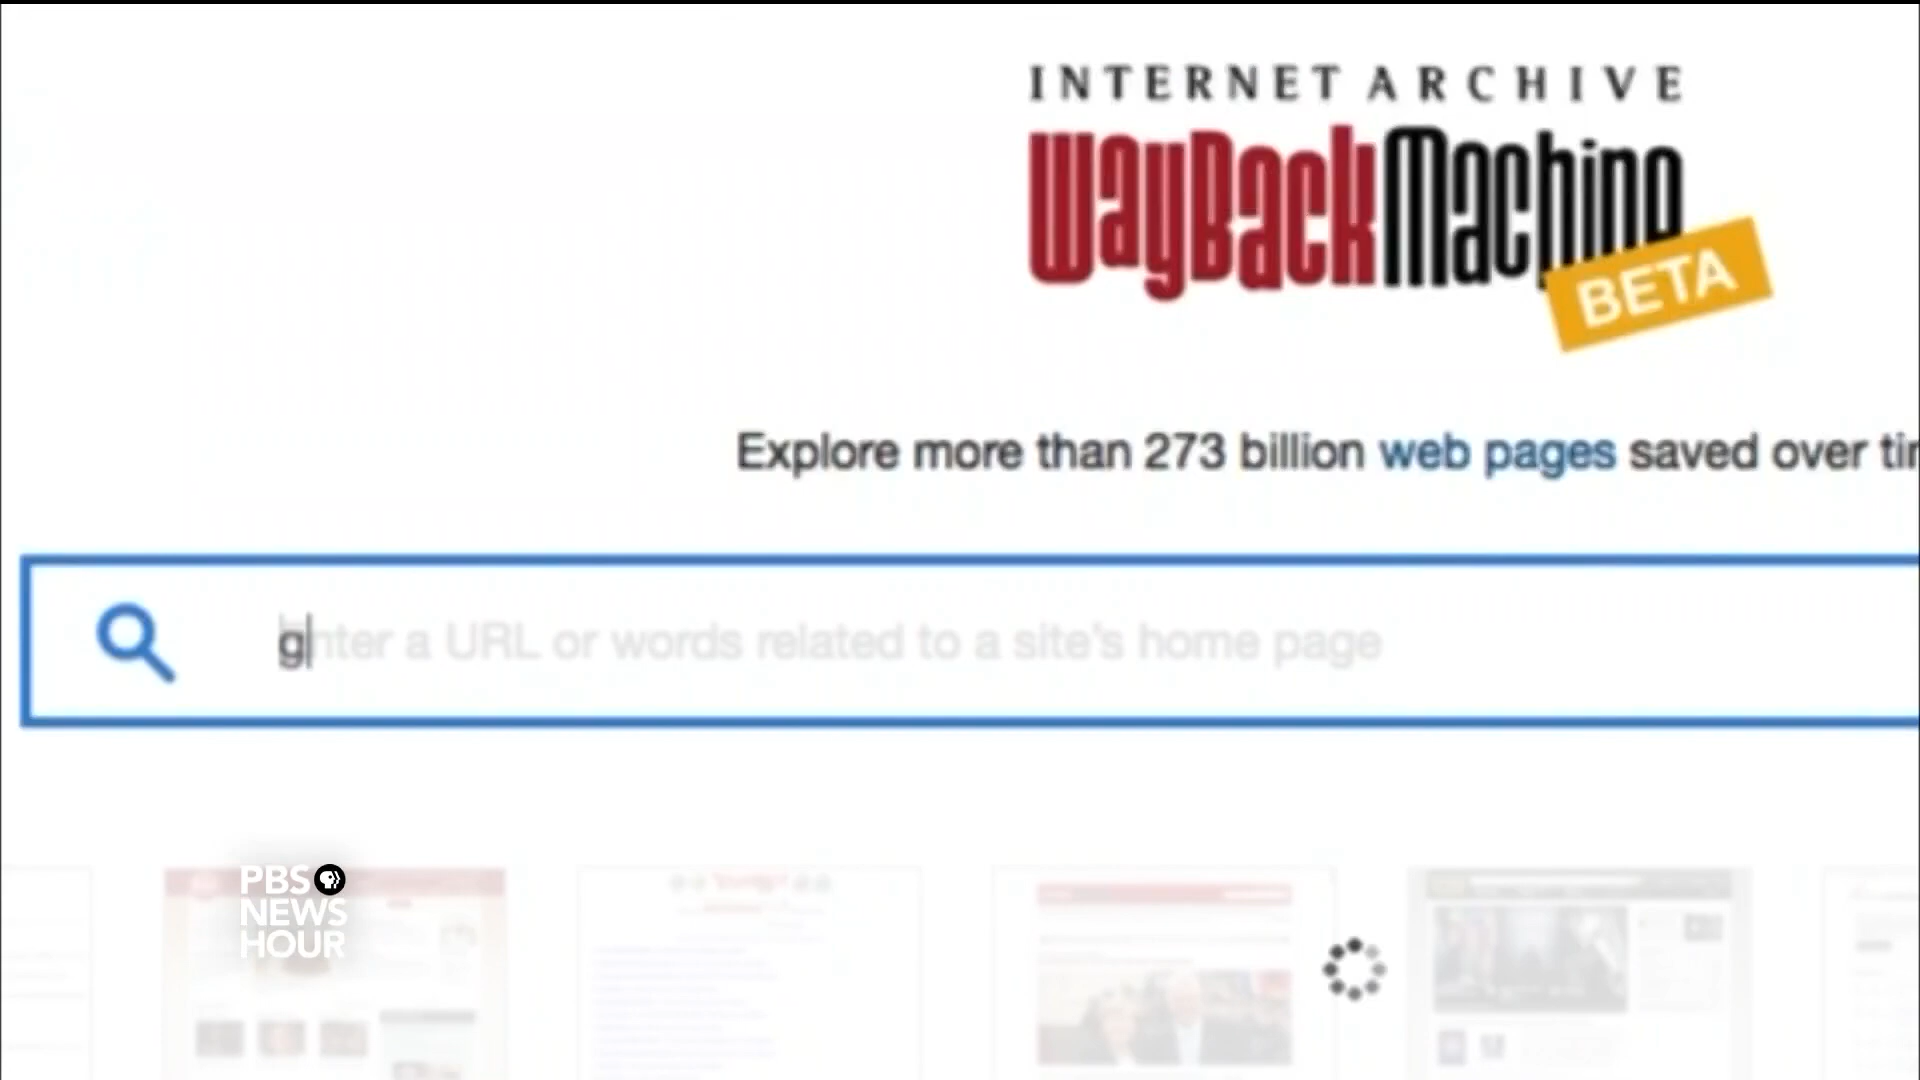 INTERNET ARCHIVE
WayBackMachine
BETA
Explore more than 273 billion web pages saved over
g
nter a URL or words related to a site's home page
PBS
NEWS
HOUR